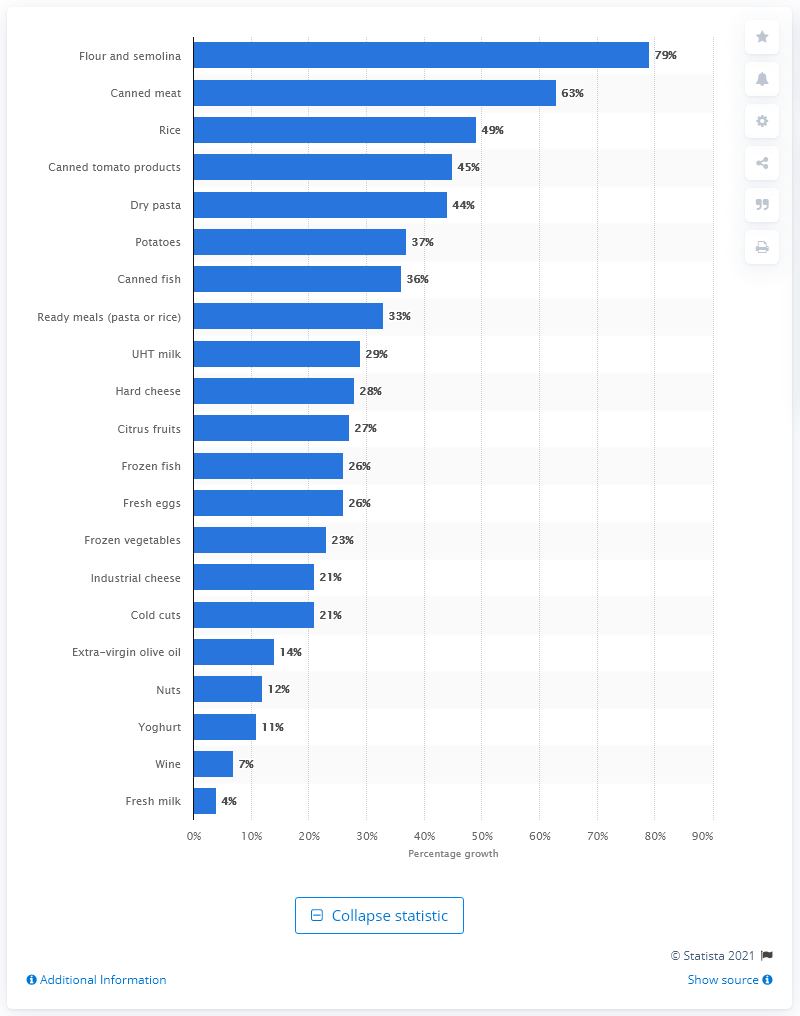 Flour and semolina 79%
Canned meat 63%
Rice 49%
Canned tomato products 45%
Dry pasta 44%
Potatoes 37%
Canned fish 36%
Ready meals (pasta or rice) 33%
UHT milk 29%
Hard cheese 28%
Citrus fruits 27%
Frozen fish 26%
Fresh eggs 26%
Frozen vegetables 23%
Industrial cheese 21%
Cold cuts 21%
Extra-virgin olive oil 14%
Nuts 12%
Yoghurt 11%
Wine 7%
Fresh milk 4%
0% 10% 20% 30% 40% 50% 60% 70% 80% 90%
Percentage growth
Collapse statistic
© Statista 2021
Additional Information Show source